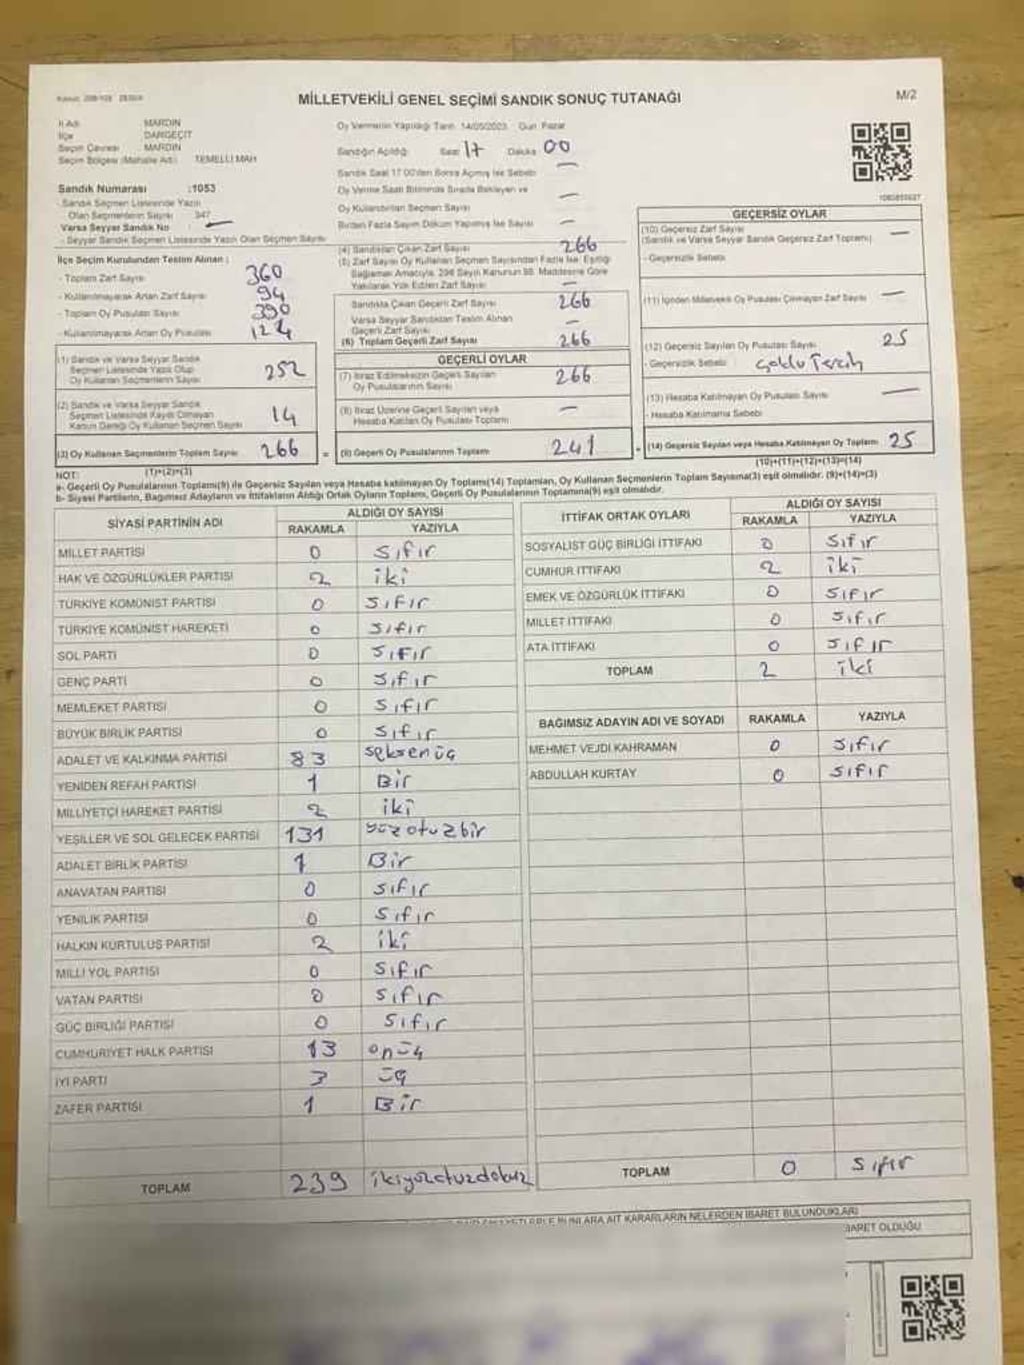 MİLLETVEKİLİ GENEL SEÇİMİ SANDIK SONUÇ TUTANAĞI
M/2
İl Adı MARDİN
İlçe DARGEÇİT
Seçim Çevresi MARDİN
Seçim Bölgesi (Mahalle Adı) TEMELLİ MAH
Sandık Numarası :1053
- Sandık Seçmen Listesinde Yazılı
Olan Seçmenlerin Sayısı 347
Varsa Seyyar Sandık No —
- Seyyar Sandık Seçmen Listesinde Yazılı Olan Seçmen Sayısı
İlçe Seçim Kurulundan Teslim Alınan :
- Toplam Zarf Sayısı 360
- Kullanılmayarak Artan Zarf Sayısı 94
- Toplam Oy Pusulası Sayısı 390
- Kullanılmayarak Artan Oy Pusulası 124
(1) Sandık ve Varsa Seyyar Sandık
Seçmen Listesinde Yazılı Olup
Oy Kullanan Seçmenlerin Sayısı 252
(2) Sandık ve Varsa Seyyar Sandık
Seçmen Listesinde Kaydı Olmayan
Kanun Gereği Oy Kullanan Seçmen Sayısı 14
(3) Oy Kullanan Seçmenlerin Toplam Sayısı 266 =
(1)+(2)=(3)
Oy Vermenin Yapıldığı Tarih 14/05/2023 Gün Pazar
Sandığın Açıldığı Saat 17 Dakika 00
Sandık Saat 17.00'den Sonra Açılmış İse Sebebi —
Oy Verme Saati Bitiminde Sırada Bekleyen ve
Oy Kullandırılan Seçmen Sayısı —
Birden Fazla Sayım Döküm Yapılmış İse Sayısı —
(4) Sandıktan Çıkan Zarf Sayısı 266
(5) Zarf Sayısı Oy Kullanan Seçmen Sayısından Fazla İse, Eşitliği
Sağlamak Amacıyla, 298 Sayılı Kanunun 98. Maddesine Göre
Yakılarak Yok Edilen Zarf Sayısı —
Sandıkta Çıkan Geçerli Zarf Sayısı 266
Varsa Seyyar Sandıktan Teslim Alınan
Geçerli Zarf Sayısı —
(6) Toplam Geçerli Zarf Sayısı 266
GEÇERLİ OYLAR
(7) İtiraz Edilmeksizin Geçerli Sayılan
Oy Pusulalarının Sayısı 266
(8) İtiraz Üzerine Geçerli Sayılan veya
Hesaba Katılan Oy Pusulası Toplamı —
(9) Geçerli Oy Pusulalarının Toplamı 241
GEÇERSİZ OYLAR
(10) Geçersiz Zarf Sayısı —
(Sandık ve Varsa Seyyar Sandık Geçersiz Zarf Toplamı)
- Geçersizlik Sebebi
(11) İçinden Milletvekili Oy Pusulası Çıkmayan Zarf Sayısı —
(12) Geçersiz Sayılan Oy Pusulası Sayısı 25
- Geçersizlik Sebebi Çoklu Tercih
(13) Hesaba Katılmayan Oy Pusulası Sayısı —
- Hesaba Katılmama Sebebi
(14) Geçersiz Sayılan veya Hesaba Katılmayan Oy Toplamı 25
(10)+(11)+(12)+(13)=(14)
NOT:
a- Geçerli Oy Pusulalarının Toplamı(9) ile Geçersiz Sayılan veya Hesaba katılmayan Oy Toplamı(14) Toplamları, Oy Kullanan Seçmenlerin Toplam Sayısına(3) eşit olmalıdır. (9)+(14)=(3)
b- Siyasi Partilerin, Bağımsız Adayların ve İttifakların Aldığı Ortak Oyların Toplamı, Geçerli Oy Pusulalarının Toplamına(9) eşit olmalıdır.
SİYASİ PARTİNİN ADI ALDIĞI OY SAYISI
RAKAMLA YAZIYLA
MİLLET PARTİSİ 0 sıfır
HAK VE ÖZGÜRLÜKLER PARTİSİ 2 iki
TÜRKİYE KOMÜNİST PARTİSİ 0 sıfır
TÜRKİYE KOMÜNİST HAREKETİ 0 sıfır
SOL PARTİ 0 sıfır
GENÇ PARTİ 0 sıfır
MEMLEKET PARTİSİ 0 sıfır
BÜYÜK BİRLİK PARTİSİ 0 sıfır
ADALET VE KALKINMA PARTİSİ 83 seksenüç
YENİDEN REFAH PARTİSİ 1 Bir
MİLLİYETÇİ HAREKET PARTİSİ 2 iki
YEŞİLLER VE SOL GELECEK PARTİSİ 131 yüzotuzbir
ADALET BİRLİK PARTİSİ 1 Bir
ANAVATAN PARTİSİ 0 sıfır
YENİLİK PARTİSİ 0 sıfır
HALKIN KURTULUŞ PARTİSİ 2 iki
MİLLİ YOL PARTİSİ 0 sıfır
VATAN PARTİSİ 0 sıfır
GÜÇ BİRLİĞİ PARTİSİ 0 sıfır
CUMHURİYET HALK PARTİSİ 13 onüç
İYİ PARTİ 3 üç
ZAFER PARTİSİ 1 Bir
TOPLAM 239 ikiyüzotuzdokuz
İTTİFAK ORTAK OYLARI ALDIĞI OY SAYISI
RAKAMLA YAZIYLA
SOSYALİST GÜÇ BİRLİĞİ İTTİFAKI 0 sıfır
CUMHUR İTTİFAKI 2 iki
EMEK VE ÖZGÜRLÜK İTTİFAKI 0 sıfır
MİLLET İTTİFAKI 0 sıfır
ATA İTTİFAKI 0 sıfır
TOPLAM 2 iki
BAĞIMSIZ ADAYIN ADI VE SOYADI RAKAMLA YAZIYLA
MEHMET VEJDİ KAHRAMAN 0 sıfır
ABDULLAH KURTAY 0 sıfır
TOPLAM 0 sıfır
BUNLARA AİT KARARLARIN NELERDEN İBARET BULUNDUKLARI
İBARET OLDUĞU